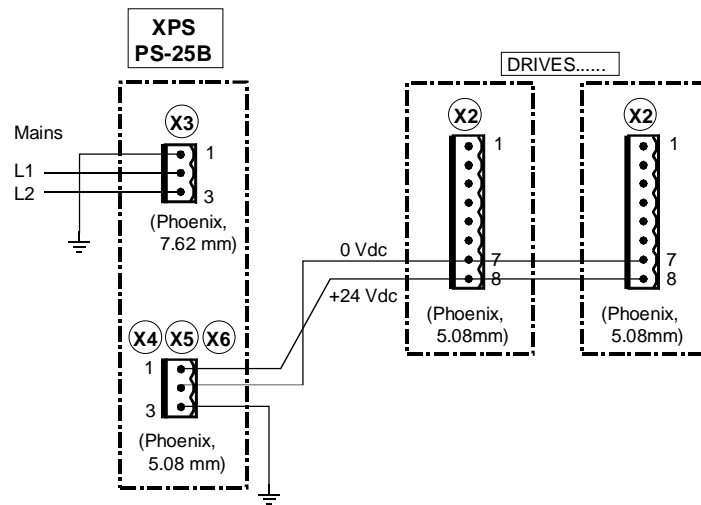 XPS
PS-25B
DRIVES......
X3
X2
X2
Mains
1
1
1
L1
L2
3
(Phoenix,
7.62 mm)
0 Vdc
7
7
+24 Vdc
8
8
(Phoenix,
5.08mm)
(Phoenix,
5.08mm)
X4 X5 X6
1
3
(Phoenix,
5.08 mm)